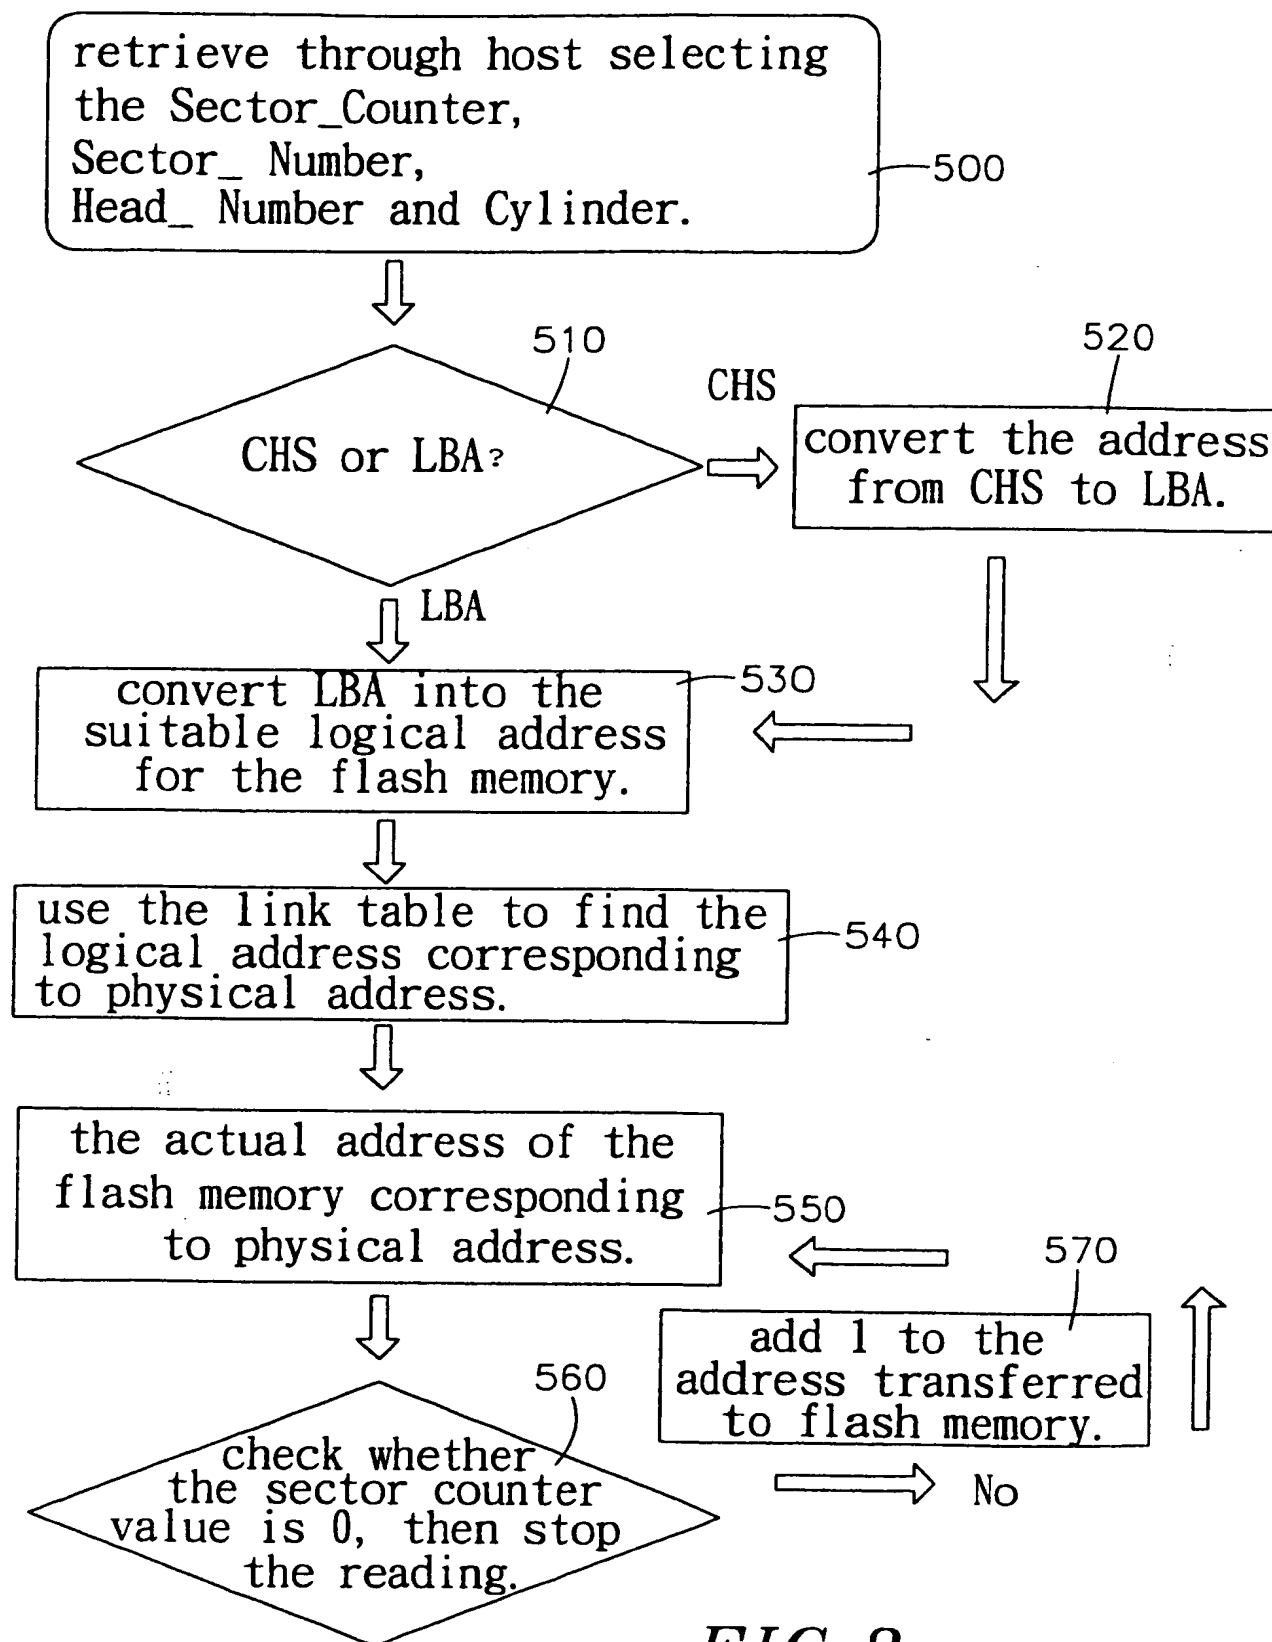 retrieve through host selecting
the Sector_Counter,
Sector_ Number,
Head_ Number and Cylinder.
500
510
CHS or LBA?
CHS
520
convert the address
from CHS to LBA.
LBA
530
convert LBA into the
suitable logical address
for the flash memory.
540
use the link table to find the
logical address corresponding
to physical address.
550
the actual address of the
flash memory corresponding
to physical address.
570
add 1 to the
address transferred
to flash memory.
560
check whether
the sector counter
value is 0, then stop
the reading.
No